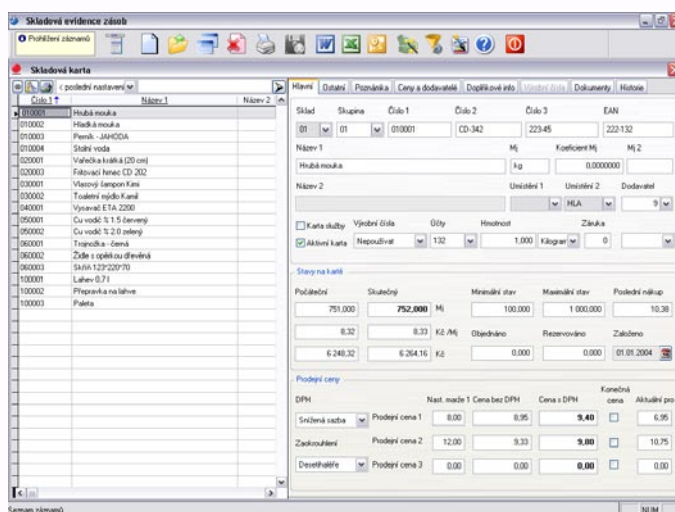 Skladová evidence zásob
Prohlížení záznamů
Skladová karta
( poslední nastavení
Číslo 1 Název 1 Název 2
010001 Hrubá mouka
010002 Hladká mouka
010003 Perník - JAHODA
010004 Stolní voda
020001 Vařečka krátká (20 cm)
020003 Fritovací hrnec CD 202
030001 Vlasový šampon Kimi
030002 Toaletní mýdlo Kamil
040001 Vysavač ETA 2200
050001 Cu vodič % 1.5 červený
050002 Cu vodič % 2.0 zelený
060001 Trojnožka - černá
060002 Židle s opěrkou dřevěná
060003 Skříň 123*220*70
100001 Lahev 0,7 l
100002 Přepravka na lahve
100003 Paleta
Hlavní Ostatní Poznámka Ceny a dodavatelé Doplňkové info Výrobní čísla Dokumenty Historie
Sklad Skupina Číslo 1 Číslo 2 Číslo 3 EAN
01 01 010001 CD-342 223-45 222-132
Název 1 Mj Koeficient Mj Mj 2
Hrubá mouka kg 0,0000000
Název 2 Umístění 1 Umístění 2 Dodavatel
HLA 9
Karta služby Výrobní čísla Účty Hmotnost Záruka
Aktivní karta Nepoužívat 132 1,000 Kilogram 0
Stavy na kartě
Počáteční Skutečný Minimální stav Maximální stav Poslední nákup
751,000 752,000 Mj 100,000 1 000,000 10,38
8,32 8,33 Kč /Mj Objednáno Rezervováno Založeno
6 248,32 6 264,16 Kč 0,000 0,000 01.01.2004
Prodejní ceny
DPH Nast. marže 1 Cena bez DPH Cena s DPH Konečná cena Aktuální pro
Snížená sazba Prodejní cena 1 8,00 8,95 9,40 6,95
Zaokrouhlení Prodejní cena 2 12,00 9,33 9,80 10,75
Desetihaléře Prodejní cena 3 0,00 0,00 0,00 0,00
Seznam záznamů NUM